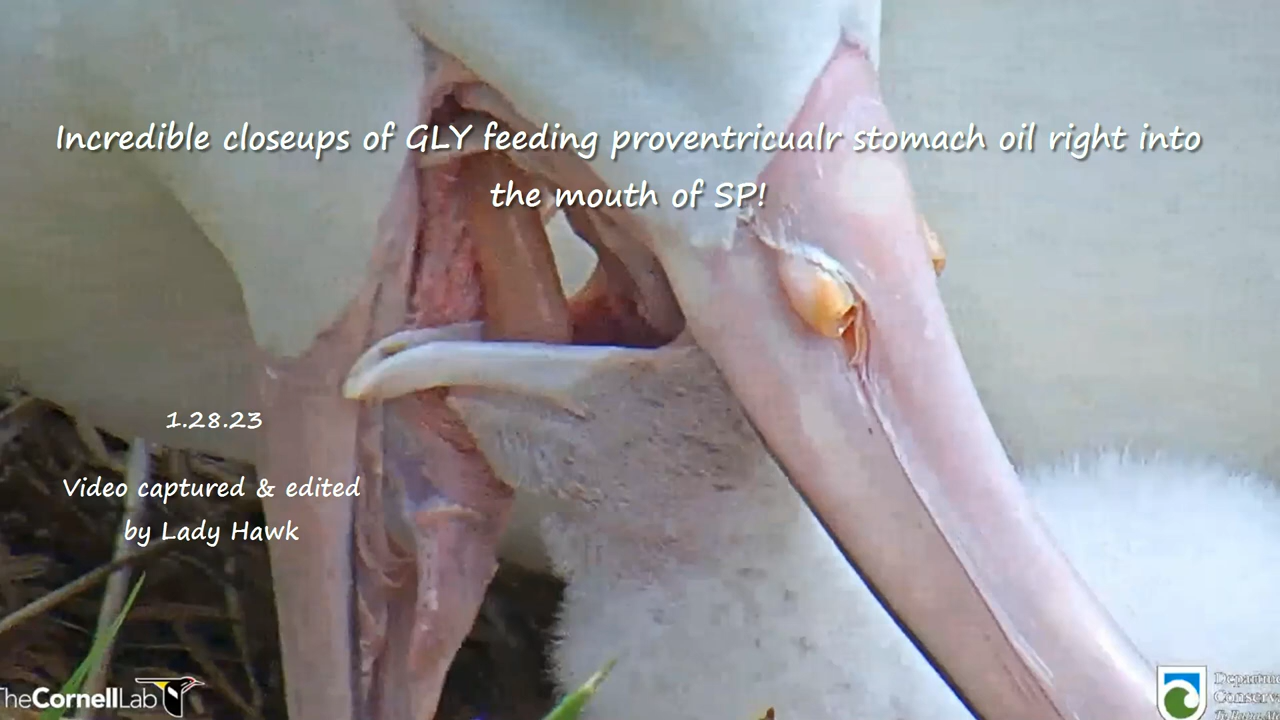 Incredible closeups of GLY feeding proventricualr stomach oil right into
the mouth of SP!
1.28.23
Video captured & edited
by Lady Hawk
TheCornellLab